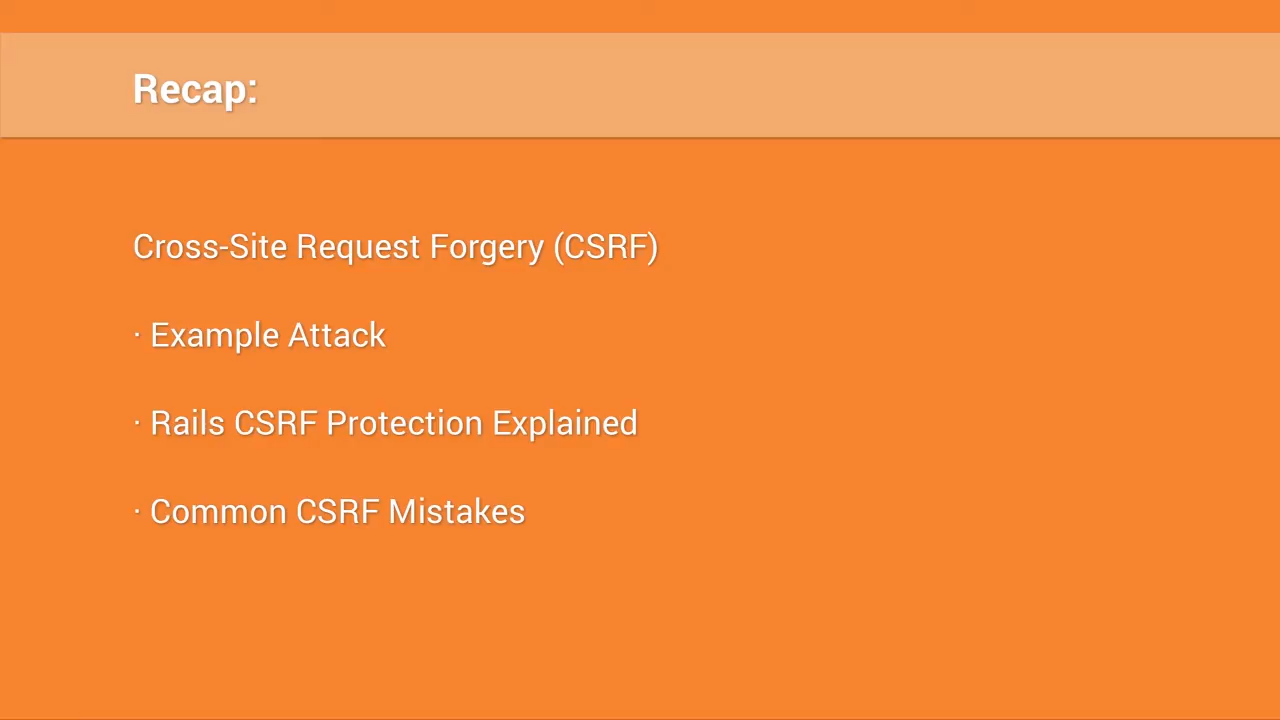 Recap:
Cross-Site Request Forgery (CSRF)
· Example Attack
· Rails CSRF Protection Explained
· Common CSRF Mistakes